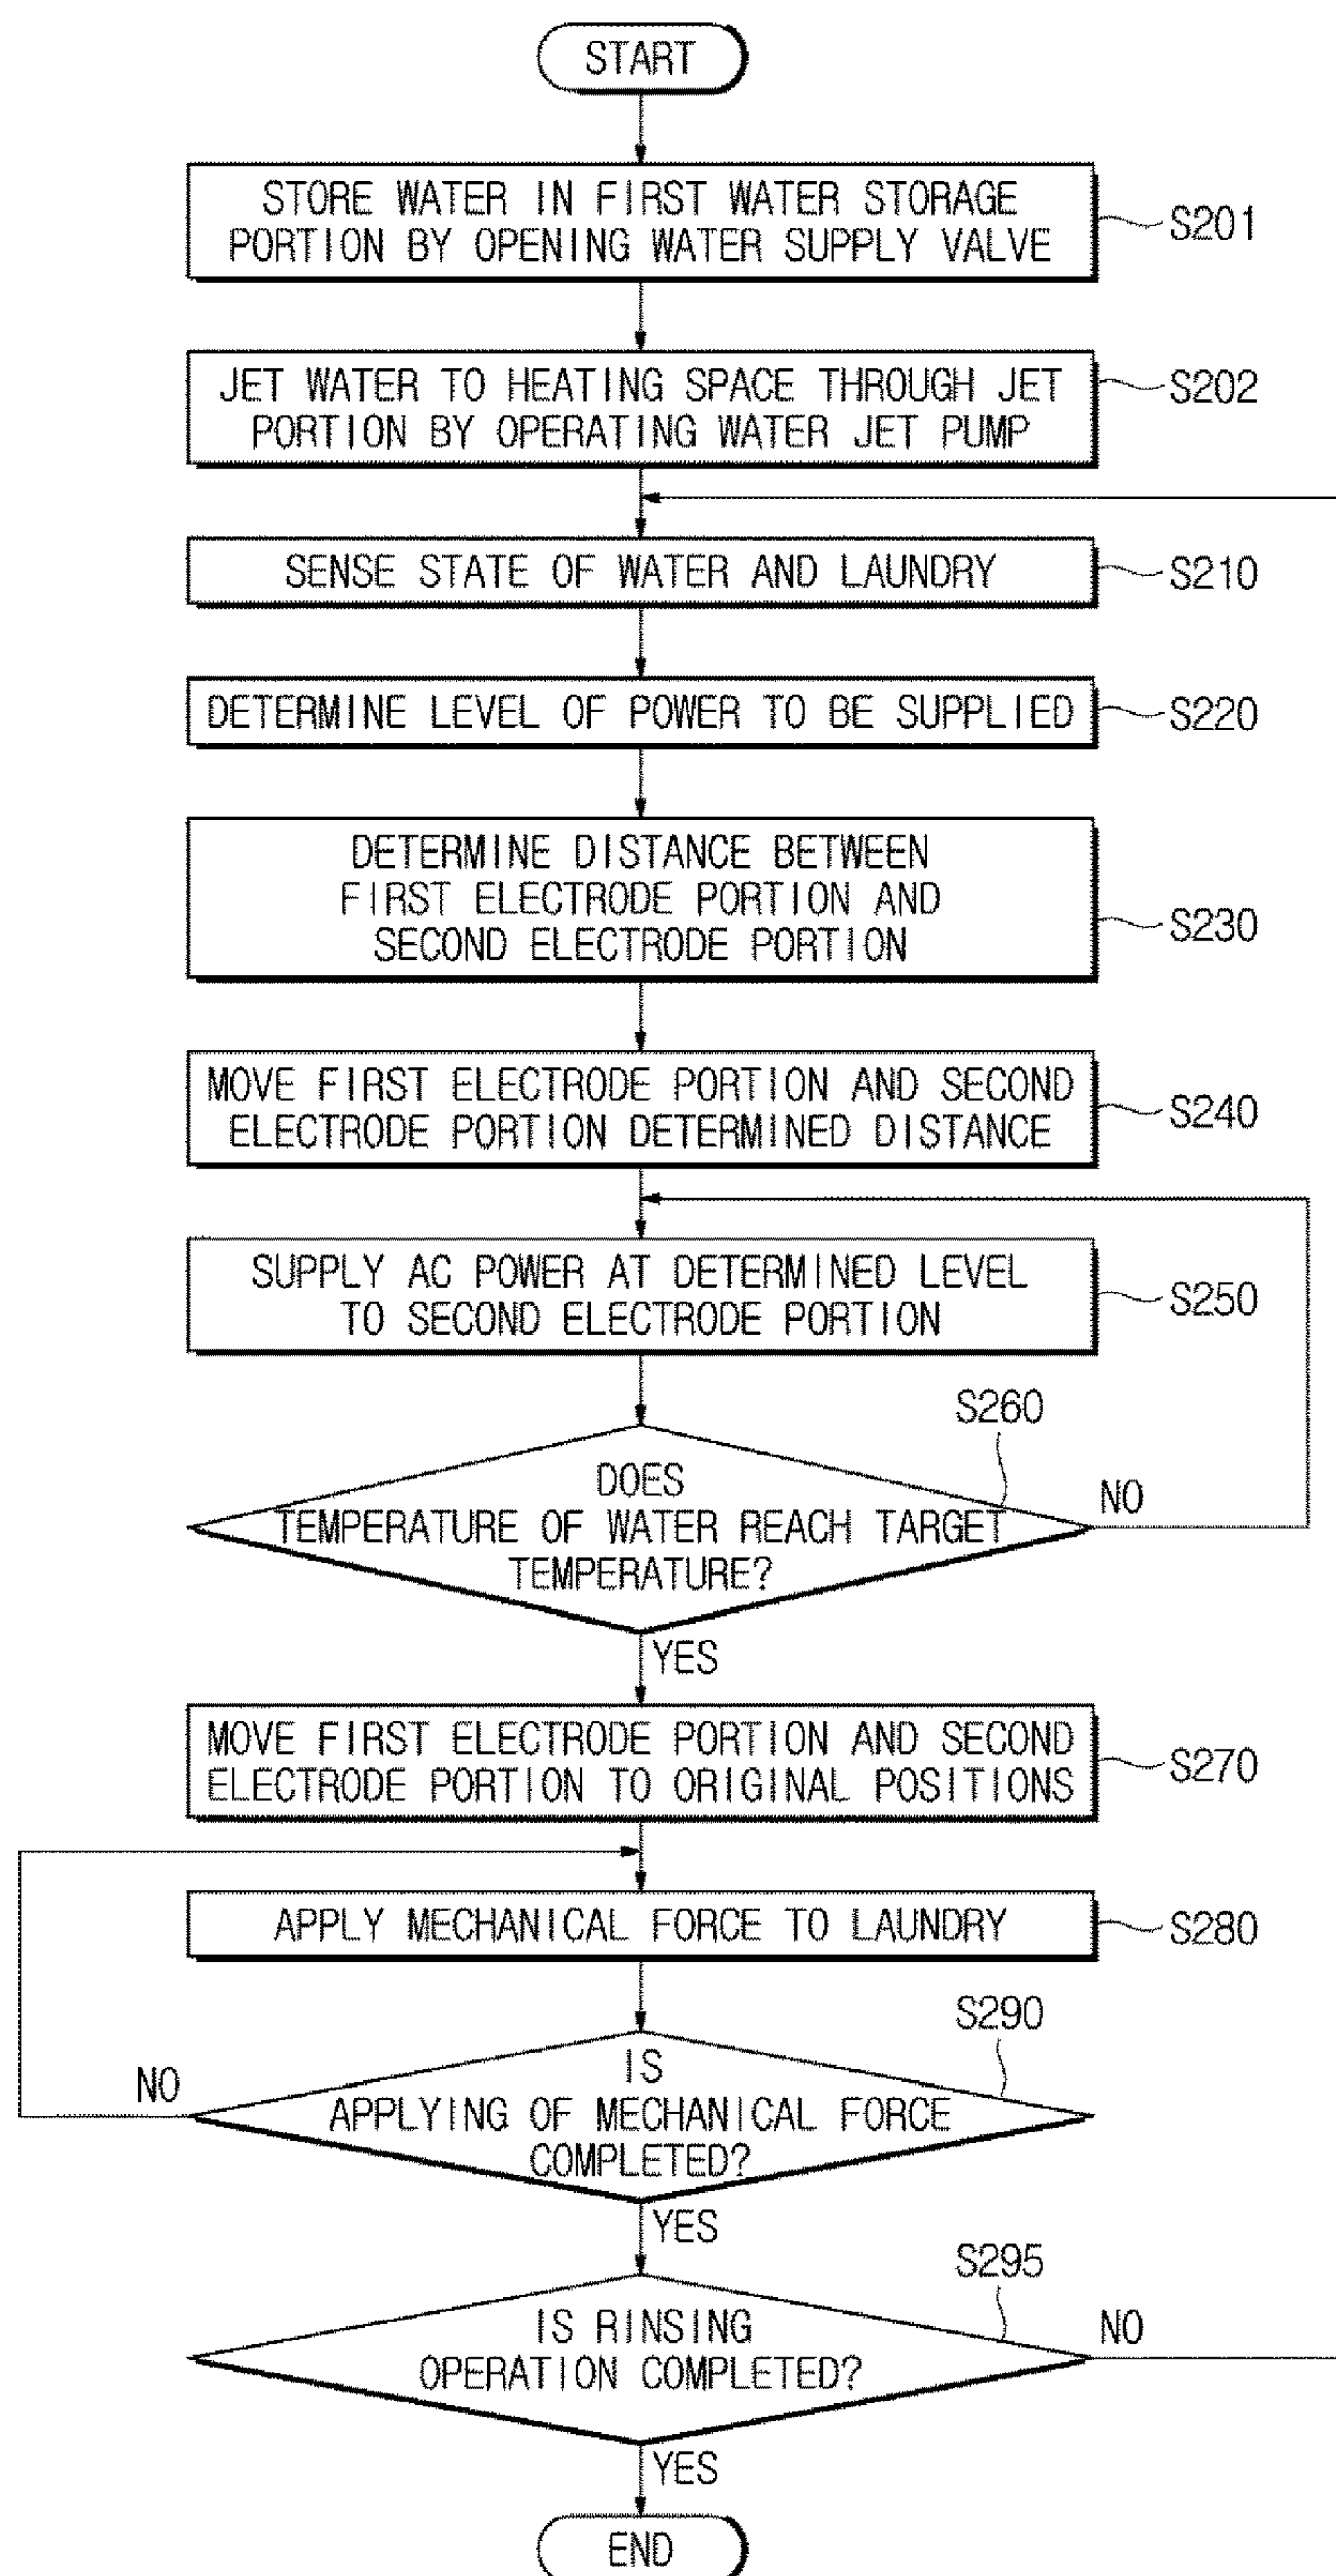 START
STORE WATER IN FIRST WATER STORAGE
PORTION BY OPENING WATER SUPPLY VALVE
S201
JET WATER TO HEATING SPACE THROUGH JET
PORTION BY OPERATING WATER JET PUMP
S202
SENSE STATE OF WATER AND LAUNDRY
S210
DETERMINE LEVEL OF POWER TO BE SUPPLIED
S220
DETERMINE DISTANCE BETWEEN
FIRST ELECTRODE PORTION AND
SECOND ELECTRODE PORTION
S230
MOVE FIRST ELECTRODE PORTION AND SECOND
ELECTRODE PORTION DETERMINED DISTANCE
S240
SUPPLY AC POWER AT DETERMINED LEVEL
TO SECOND ELECTRODE PORTION
S250
S260
DOES
TEMPERATURE OF WATER REACH TARGET
TEMPERATURE?
NO
YES
MOVE FIRST ELECTRODE PORTION AND SECOND
ELECTRODE PORTION TO ORIGINAL POSITIONS
S270
APPLY MECHANICAL FORCE TO LAUNDRY
S280
S290
IS
APPLYING OF MECHANICAL FORCE
COMPLETED?
NO
YES
S295
IS RINSING
OPERATION COMPLETED?
NO
YES
END